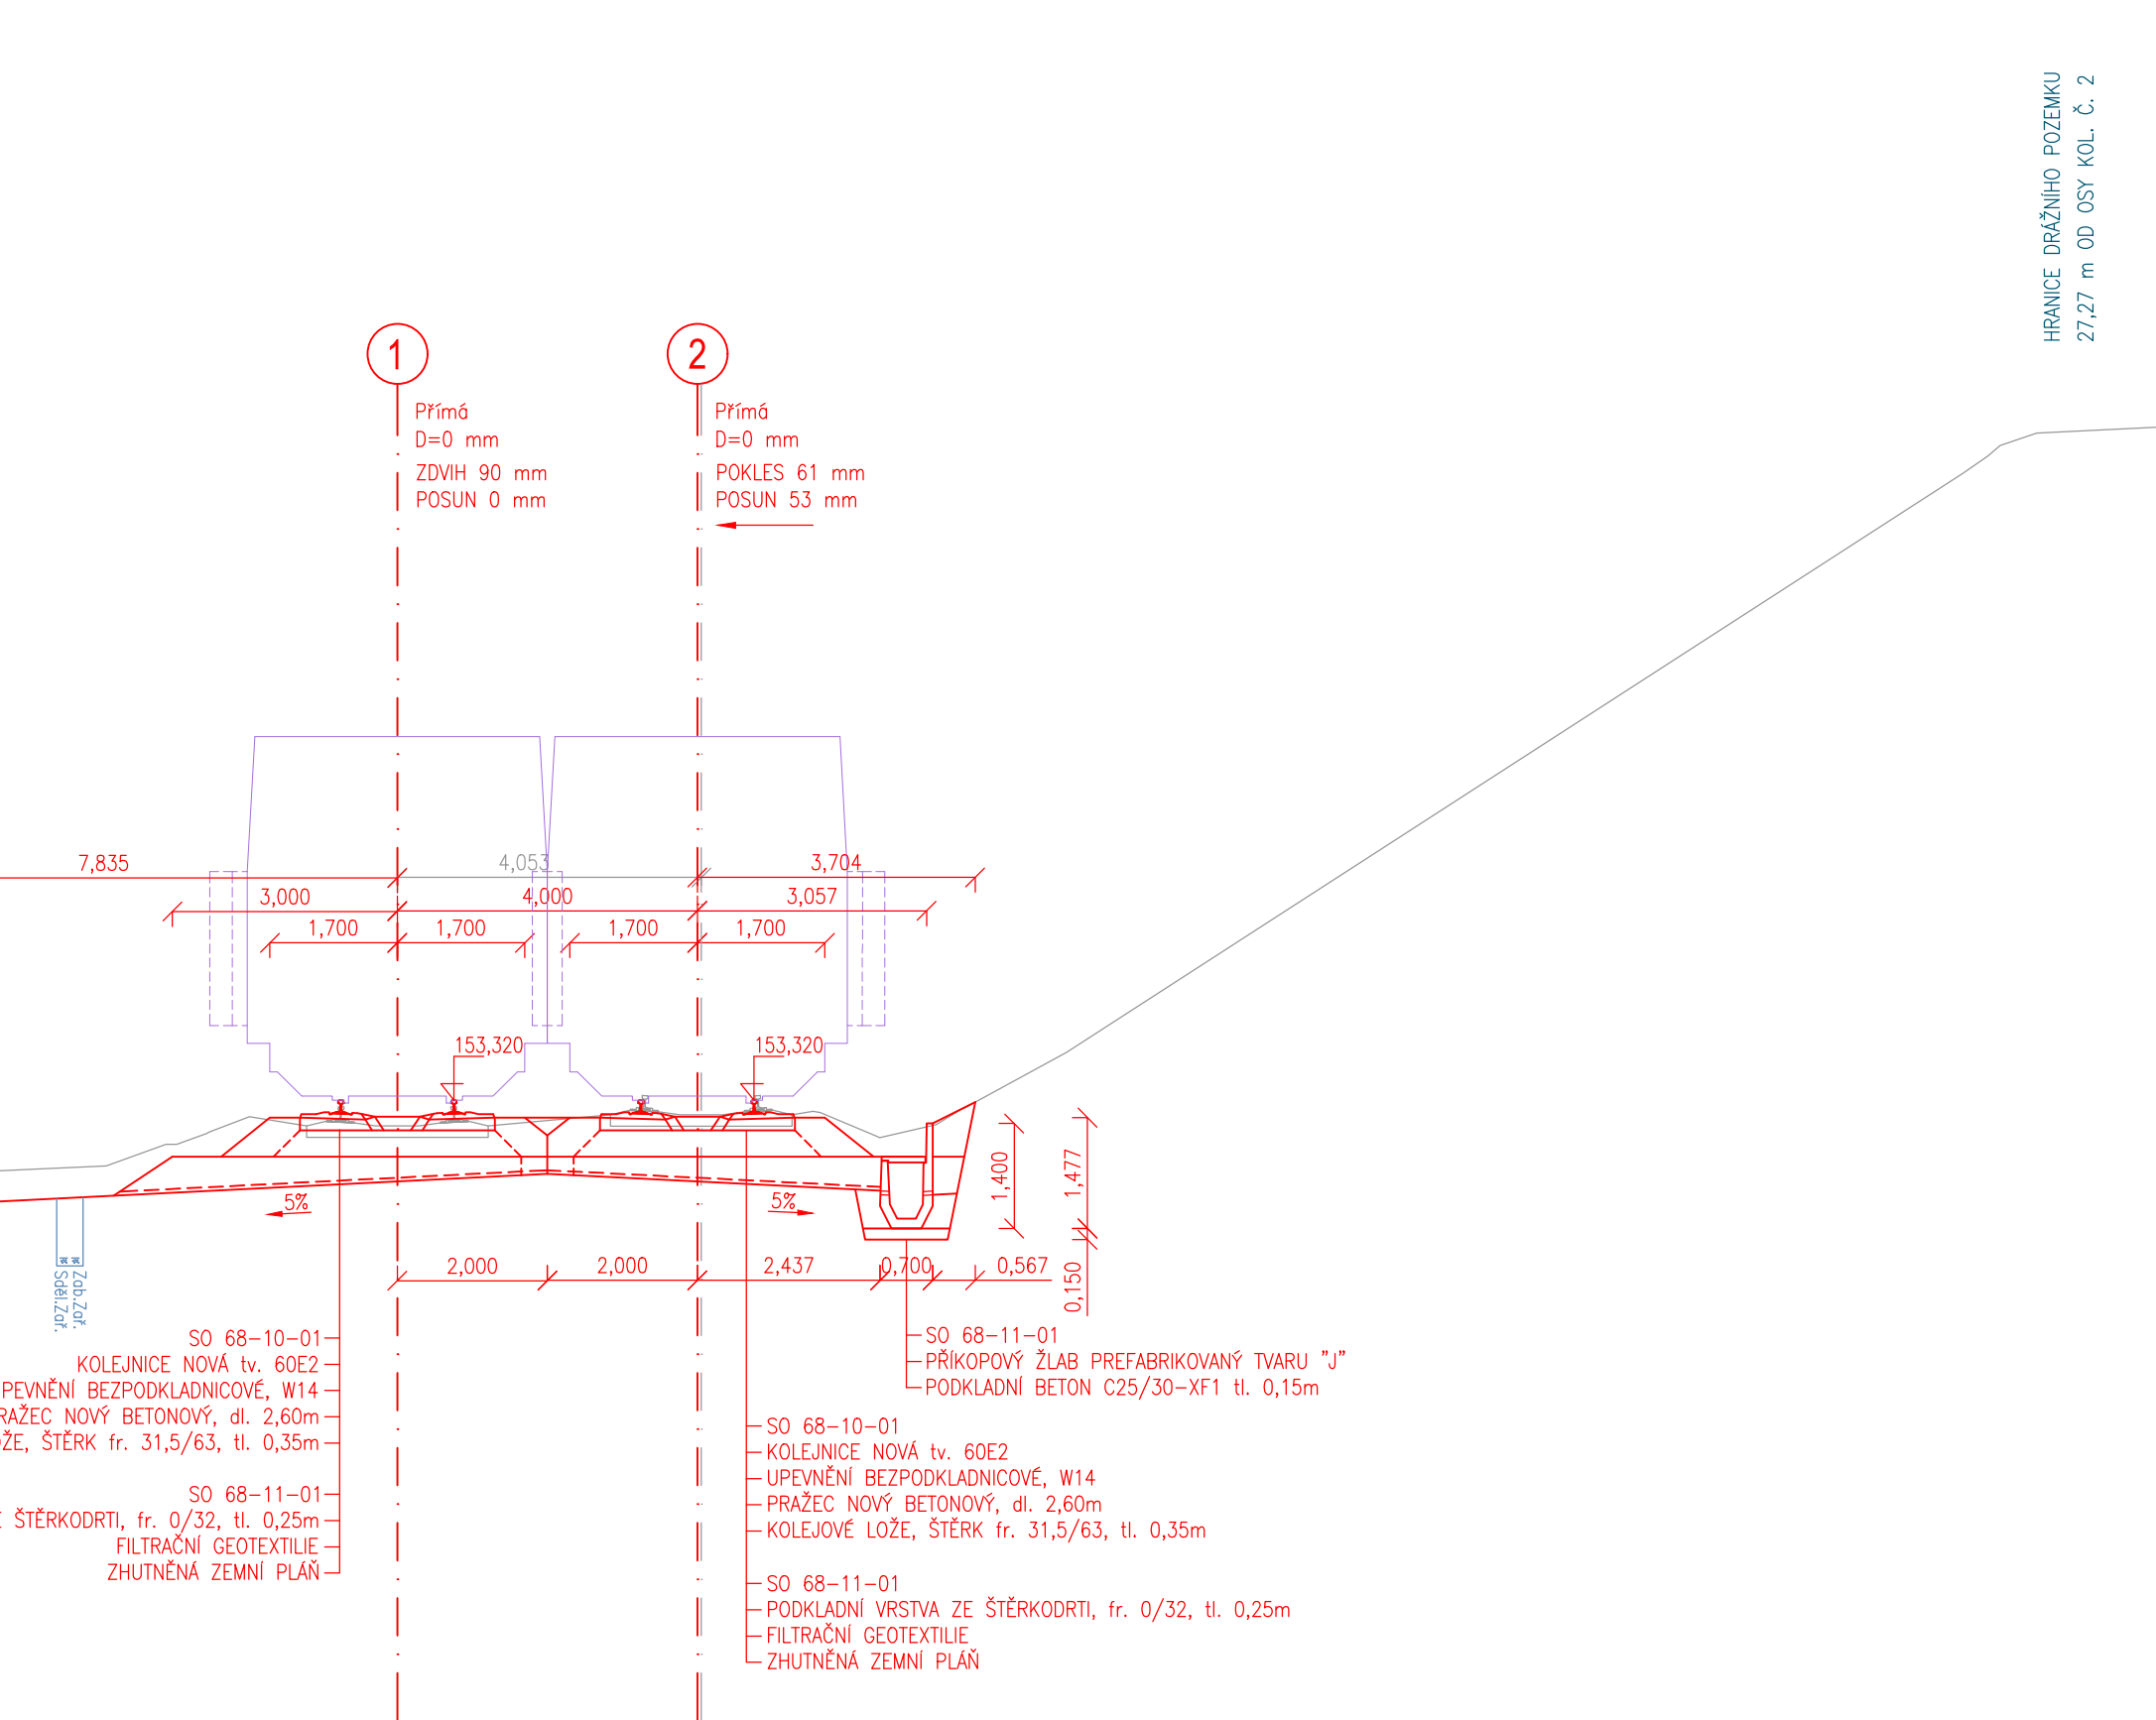 HRANICE DRÁŽNÍHO POZEMKU
27,27 m OD OSY KOL. Č. 2
1
2
Přímá
D=0 mm
ZDVIH 90 mm
POSUN 0 mm
Přímá
D=0 mm
POKLES 61 mm
POSUN 53 mm
7,835
4,053
3,704
3,000
4,000
3,057
1,700
1,700
1,700
1,700
153,320
153,320
1,400
1,477
0,150
5%
5%
2,000
2,000
2,437
0,700
0,567
Zab.Zař.
Sděl.Zař.
SO 68-10-01
KOLEJNICE NOVÁ tv. 60E2
PEVNĚNÍ BEZPODKLADNICOVÉ, W14
RAŽEC NOVÝ BETONOVÝ, dl. 2,60m
ŽE, ŠTĚRK fr. 31,5/63, tl. 0,35m
SO 68-11-01
E ŠTĚRKODRTI, fr. 0/32, tl. 0,25m
FILTRAČNÍ GEOTEXTILIE
ZHUTNĚNÁ ZEMNÍ PLÁŇ
SO 68-11-01
PŘÍKOPOVÝ ŽLAB PREFABRIKOVANÝ TVARU "J"
PODKLADNÍ BETON C25/30-XF1 tl. 0,15m
SO 68-10-01
KOLEJNICE NOVÁ tv. 60E2
UPEVNĚNÍ BEZPODKLADNICOVÉ, W14
PRAŽEC NOVÝ BETONOVÝ, dl. 2,60m
KOLEJOVÉ LOŽE, ŠTĚRK fr. 31,5/63, tl. 0,35m
SO 68-11-01
PODKLADNÍ VRSTVA ZE ŠTĚRKODRTI, fr. 0/32, tl. 0,25m
FILTRAČNÍ GEOTEXTILIE
ZHUTNĚNÁ ZEMNÍ PLÁŇ